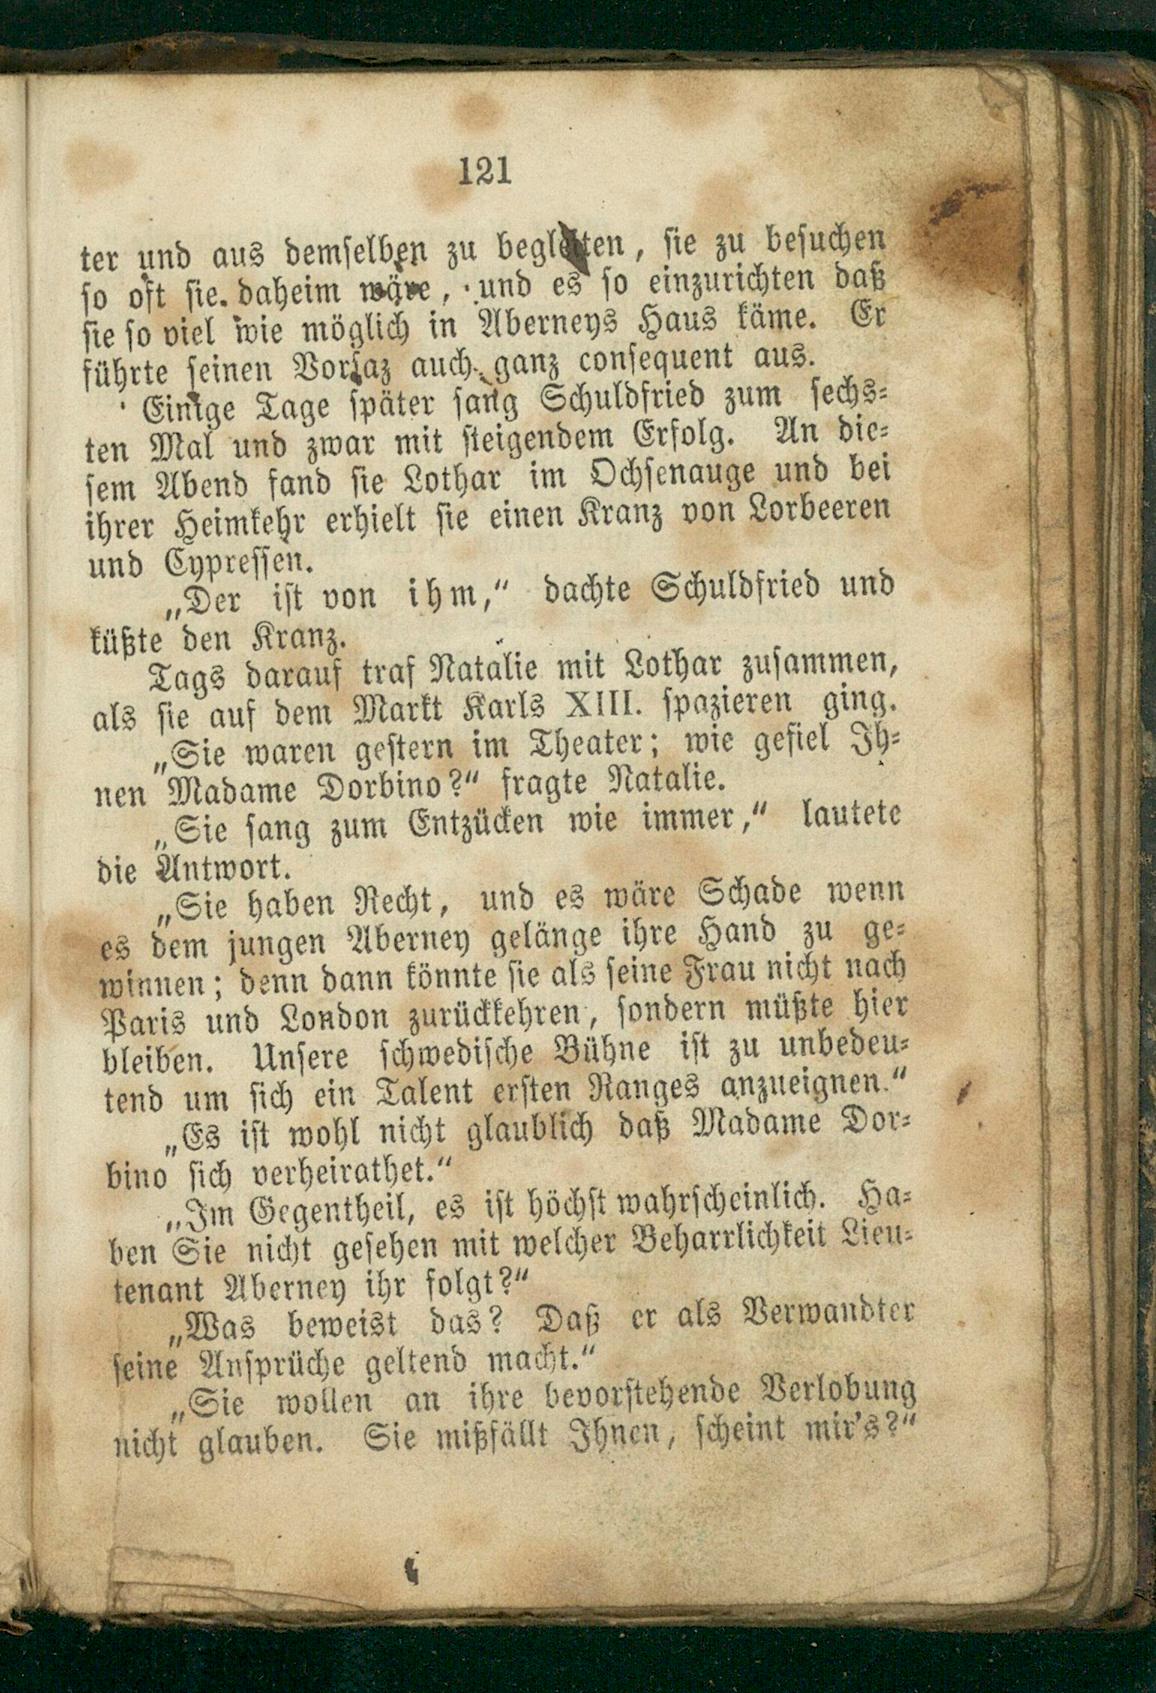 121
ter und aus demselben zu begleiten, sie zu besuchen
so oft sie daheim wäre, und es so einzurichten daß
sie so viel wie möglich in Aberneys Haus käme. Er
führte seinen Vorsaz auch ganz consequent aus.
Einige Tage später sang Schuldfried zum sechs-
ten Mal und zwar mit steigendem Erfolg. An die-
sem Abend fand sie Lothar im Ochsenauge und bei
ihrer Heimkehr erhielt sie einen Kranz von Lorbeeren
und Cypressen.
„Der ist von ihm,“ dachte Schuldfried und
küßte den Kranz.
Tags darauf traf Natalie mit Lothar zusammen,
als sie auf dem Markt Karls XIII. spazieren ging.
„Sie waren gestern im Theater; wie gefiel Ih-
nen Madame Dorbino?“ fragte Natalie.
„Sie sang zum Entzücken wie immer,“ lautete
die Antwort.
„Sie haben Recht, und es wäre Schade wenn
es dem jungen Aberney gelänge ihre Hand zu ge-
winnen; denn dann könnte sie als seine Frau nicht nach
Paris und London zurückkehren, sondern müßte hier
bleiben. Unsere schwedische Bühne ist zu unbedeu-
tend um sich ein Talent ersten Ranges anzueignen.“
„Es ist wohl nicht glaublich daß Madame Dor-
bino sich verheirathet.“
„Im Gegentheil, es ist höchst wahrscheinlich. Ha-
ben Sie nicht gesehen mit welcher Beharrlichkeit Lieu-
tenant Aberney ihr folgt?“
„Was beweist das? Daß er als Verwandter
seine Ansprüche geltend macht.“
„Sie wollen an ihre bevorstehende Verlobung
nicht glauben. Sie mißfällt Ihnen, scheint mir's?“